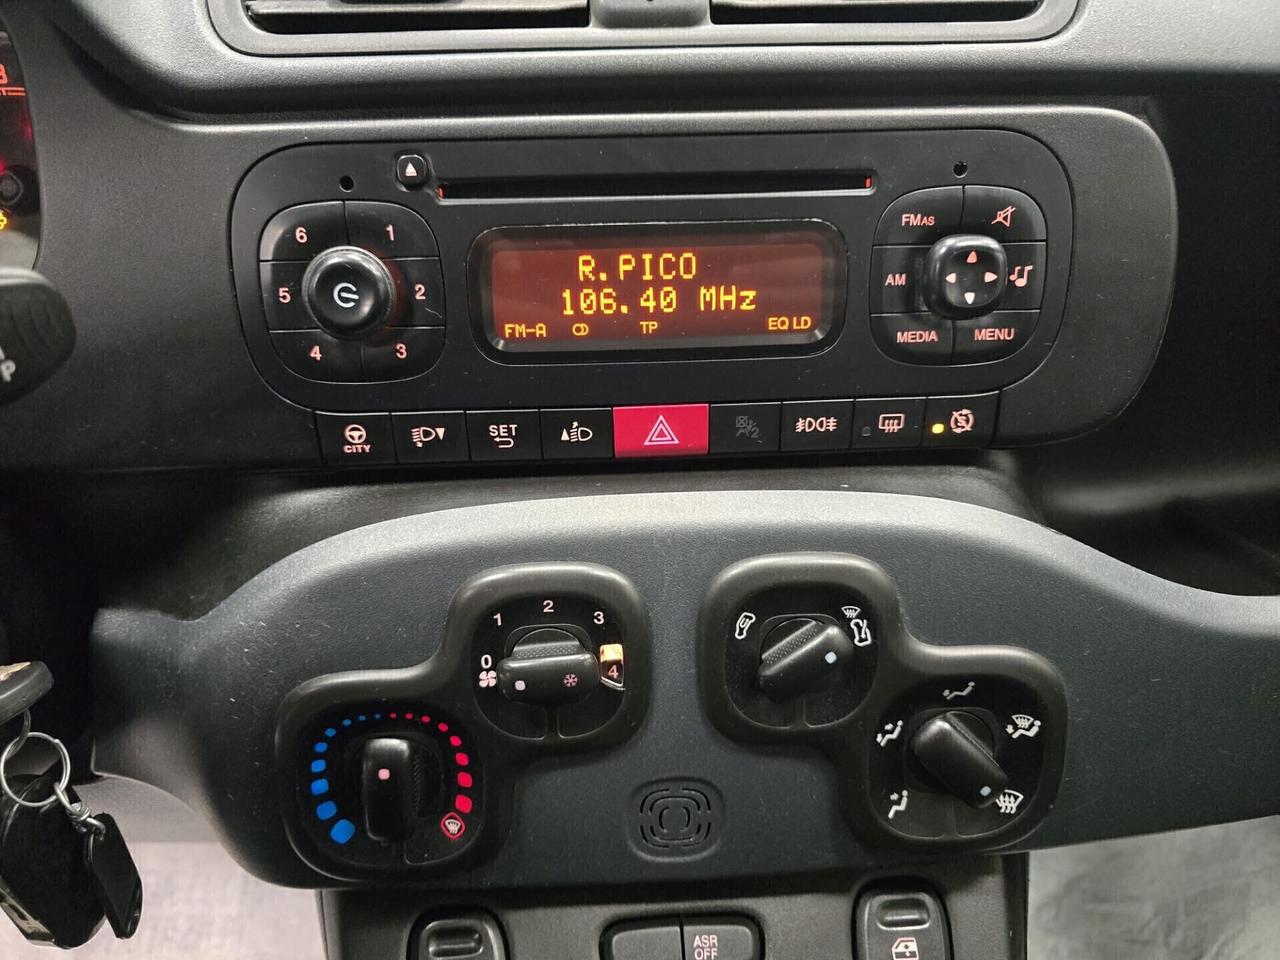 6 1
5 2
4 3
R.PICO
106.40 MHz
FM-A TP EQ LD
FMAS
AM
MEDIA MENU
CITY
SET
2
1 2 3
0 4
ASR
OFF